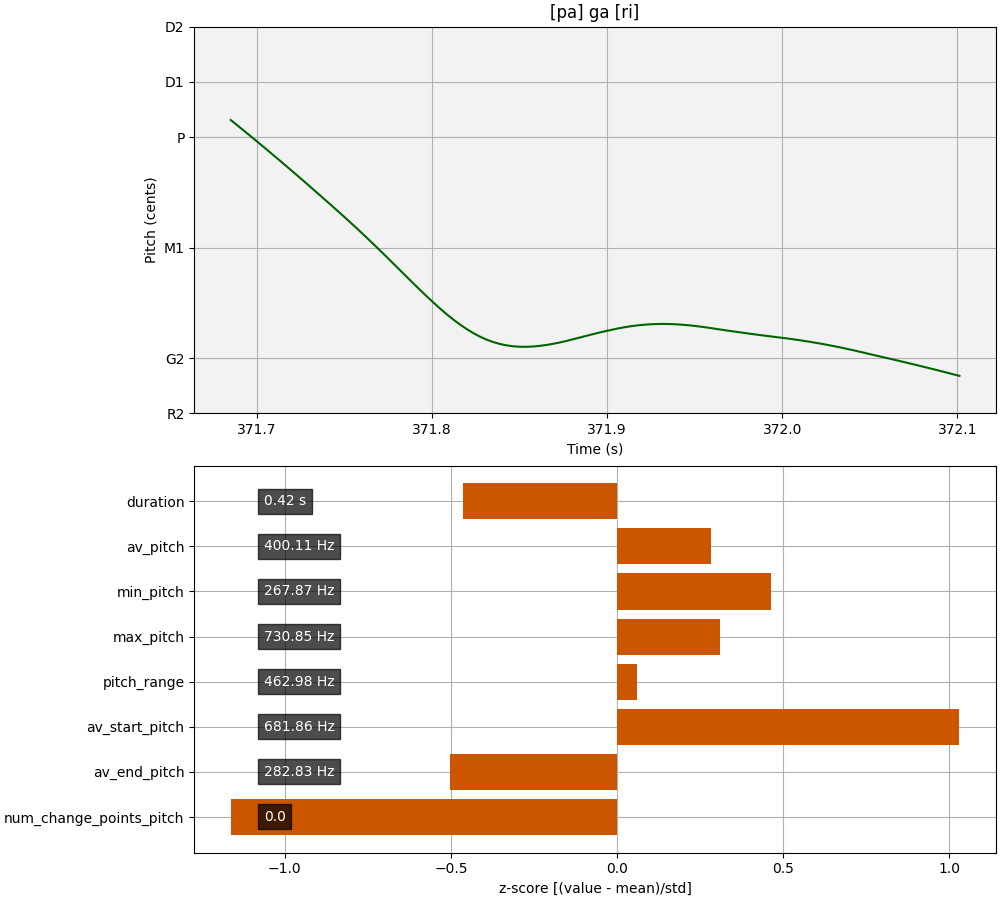 [pa] ga [ri]
D2
D1
P
M1
G2
R2
Pitch (cents)
371.7 371.8 371.9 372.0 372.1
Time (s)
duration 0.42 s
av_pitch 400.11 Hz
min_pitch 267.87 Hz
max_pitch 730.85 Hz
pitch_range 462.98 Hz
av_start_pitch 681.86 Hz
av_end_pitch 282.83 Hz
num_change_points_pitch 0.0
−1.0 −0.5 0.0 0.5 1.0
z-score [(value - mean)/std]